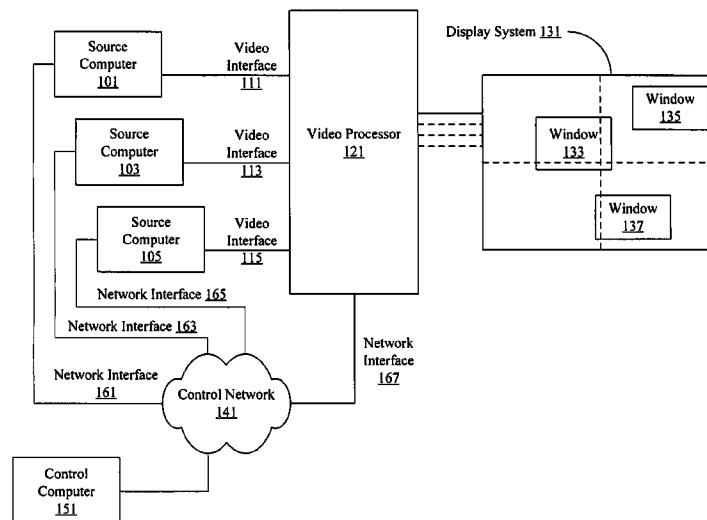 Source
Computer
101
Video
Interface
111
Display System 131
Source
Computer
103
Video
Interface
113
Video Processor
121
Window
133
Window
135
Source
Computer
105
Video
Interface
115
Window
137
Network Interface 165
Network Interface 163
Network Interface
161
Control Network
141
Network
Interface
167
Control
Computer
151